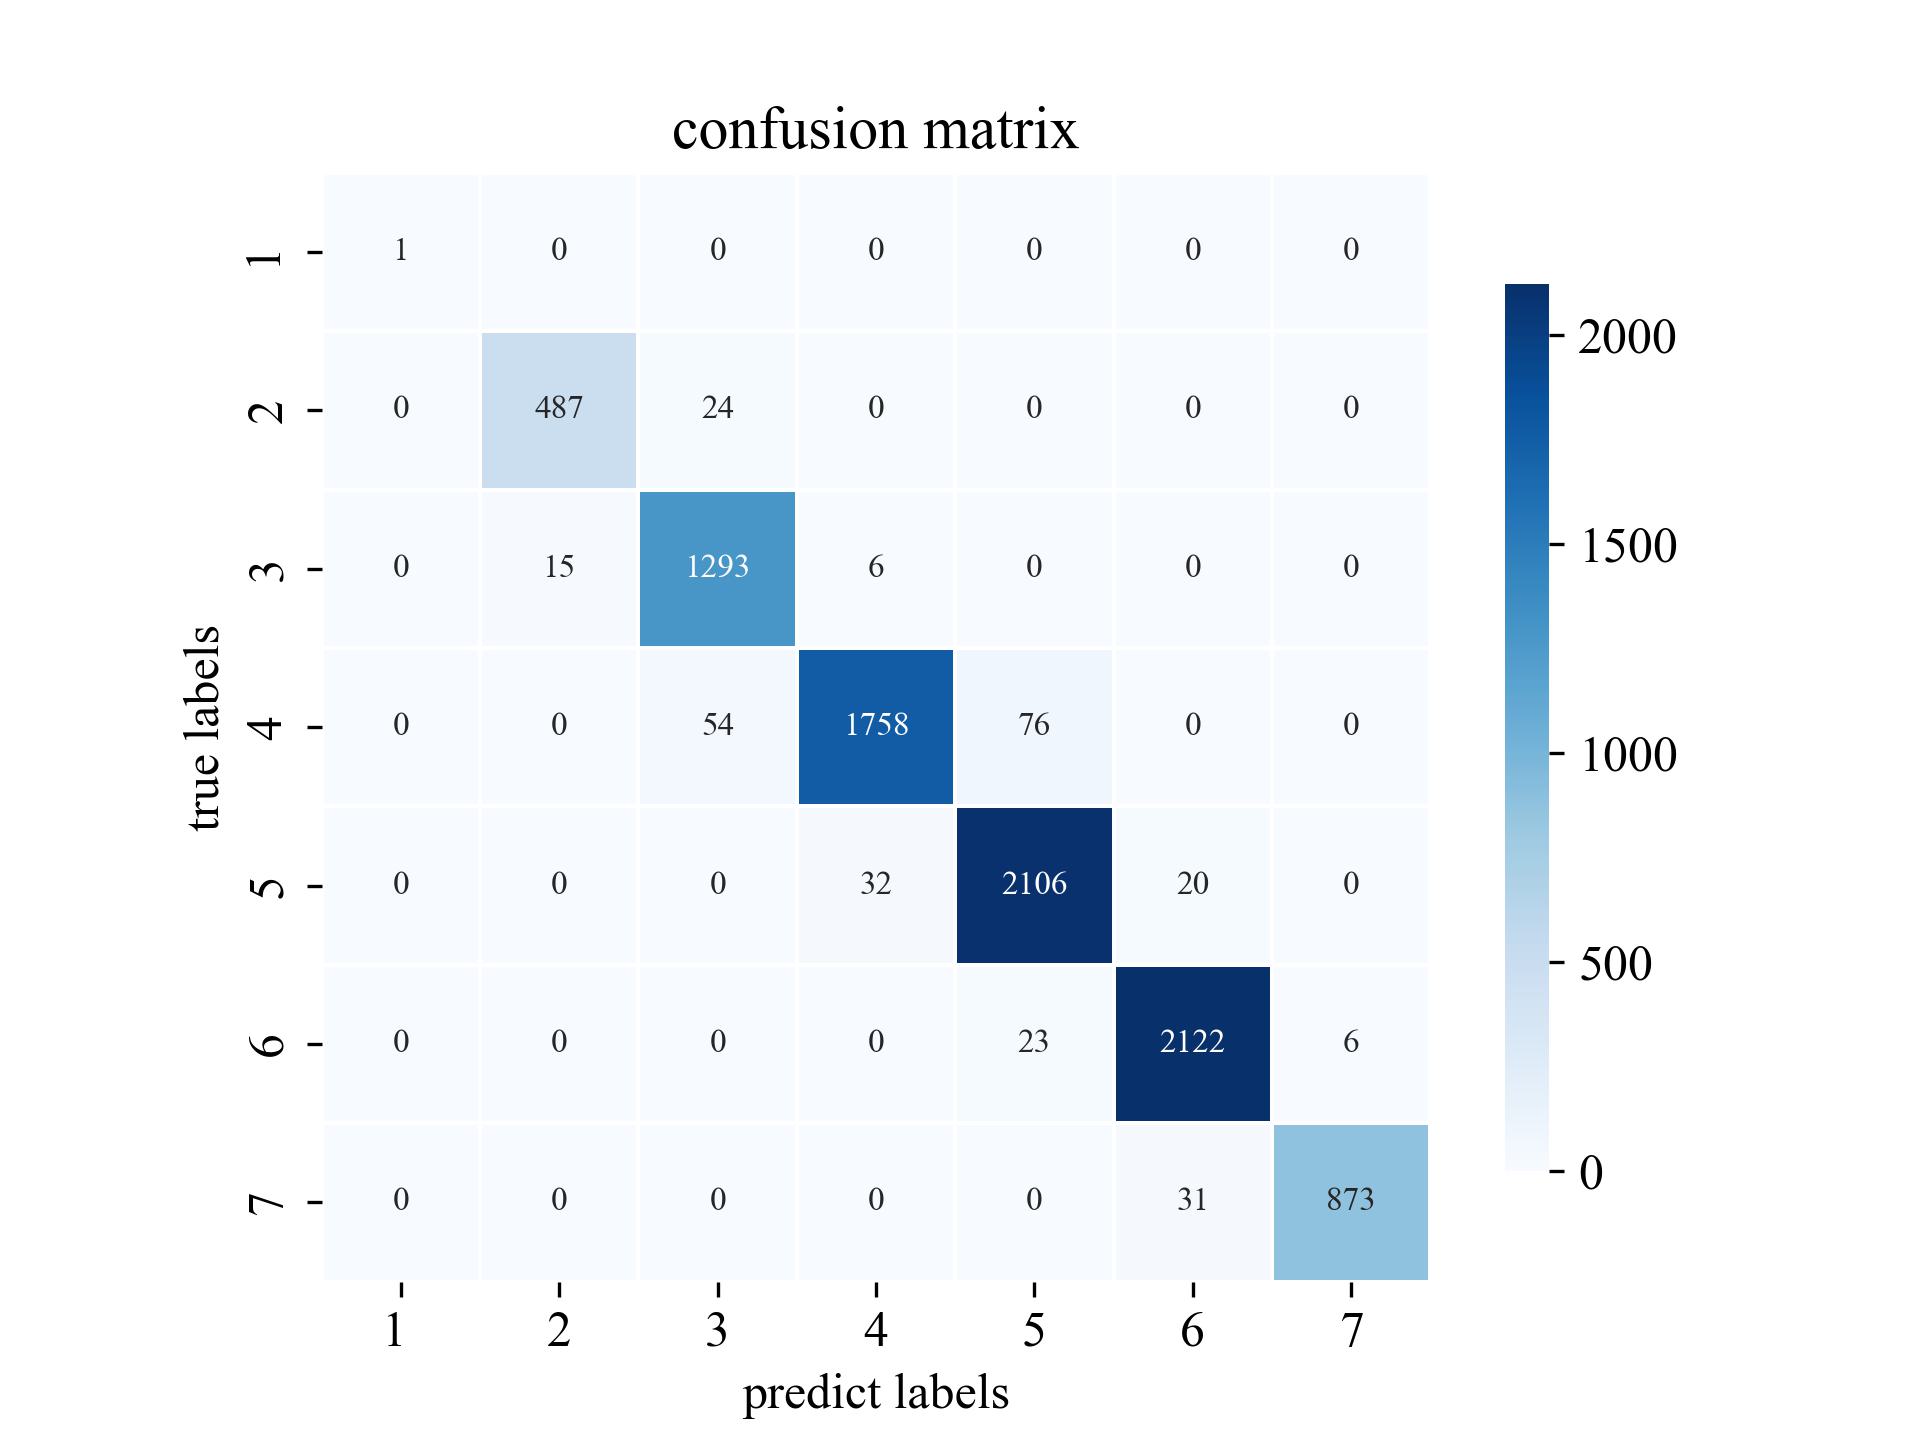 confusion matrix
true labels
1 1 0 0 0 0 0 0
2 0 487 24 0 0 0 0
3 0 15 1293 6 0 0 0
4 0 0 54 1758 76 0 0
5 0 0 0 32 2106 20 0
6 0 0 0 0 23 2122 6
7 0 0 0 0 0 31 873
1 2 3 4 5 6 7
predict labels
2000
1500
1000
500
0